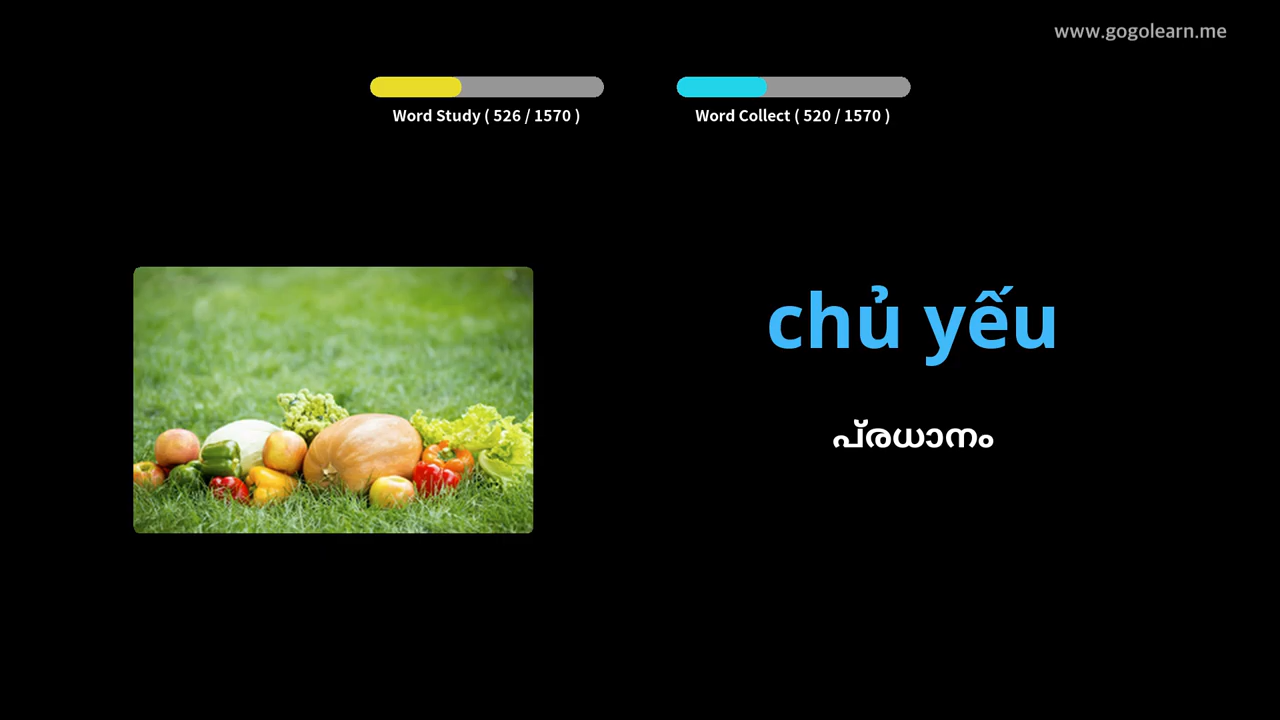 www.gogolearn.me
Word Study ( 526 / 1570 )
Word Collect ( 520 / 1570 )
chủ yếu
പ്രധാനം